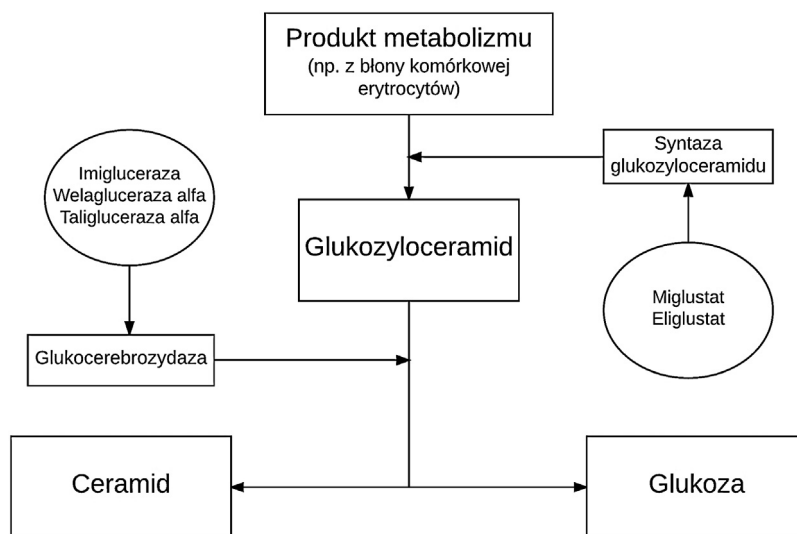 Produkt metabolizmu
(np. z błony komórkowej
erytrocytów)
Imigluceraza
Welagluceraza alfa
Taligluceraza alfa
Syntaza
glukozyloceramidu
Glukozyloceramid
Miglustat
Eliglustat
Glukocerebrozydaza
Ceramid
Glukoza